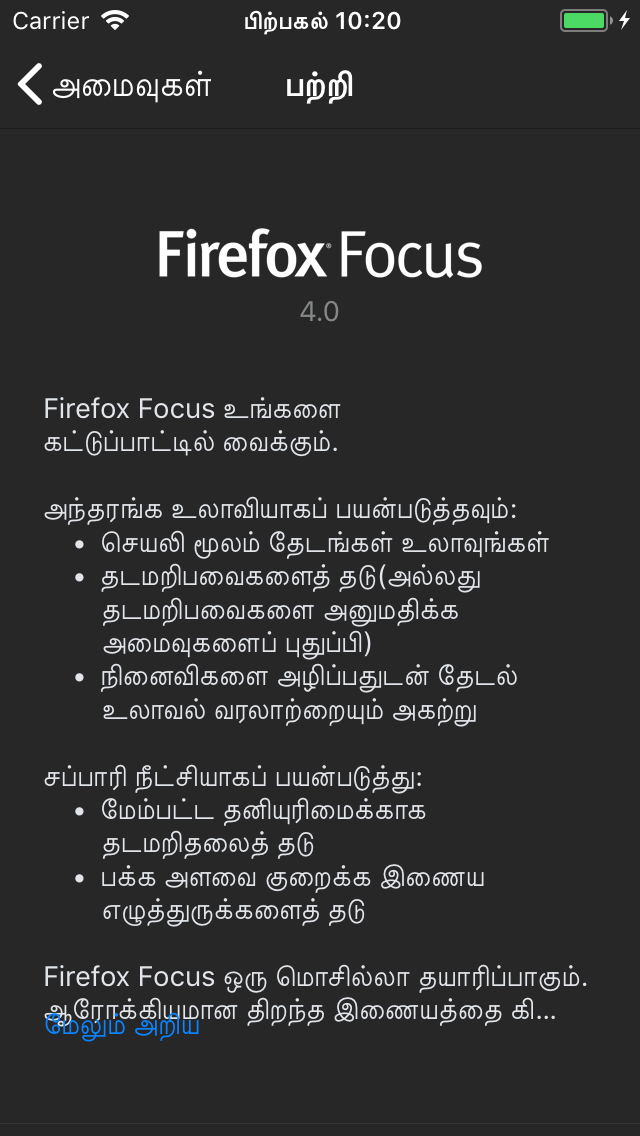 Carrier பிற்பகல் 10:20
அமைவுகள் பற்றி
Firefox Focus
4.0
Firefox Focus உங்களை
கட்டுப்பாட்டில் வைக்கும்.
அந்தரங்க உலாவியாகப் பயன்படுத்தவும்:
• செயலி மூலம் தேடங்கள் உலாவுங்கள்
• தடமறிபவைகளைத் தடு(அல்லது
தடமறிபவைகளை அனுமதிக்க
அமைவுகளைப் புதுப்பி)
• நினைவிகளை அழிப்பதுடன் தேடல்
உலாவல் வரலாற்றையும் அகற்று
சப்பாரி நீட்சியாகப் பயன்படுத்து:
• மேம்பட்ட தனியுரிமைக்காக
தடமறிதலைத் தடு
• பக்க அளவை குறைக்க இணைய
எழுத்துருக்களைத் தடு
Firefox Focus ஒரு மொசில்லா தயாரிப்பாகும்.
ஆரோக்கியமான திறந்த இணையத்தை கி...
மேலும் அறிய